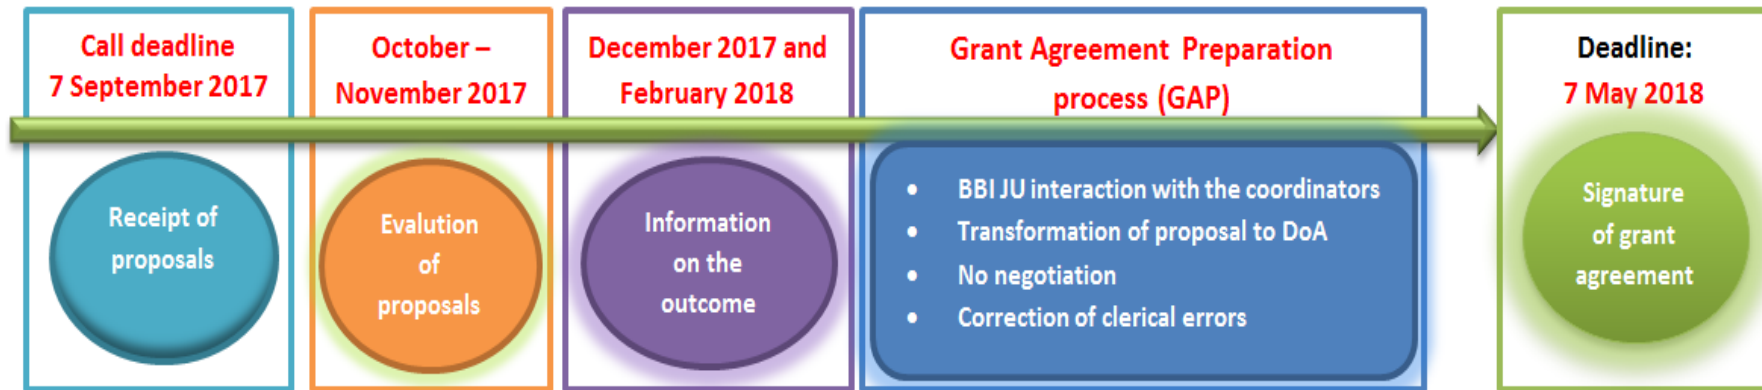 Call deadline
7 September 2017
Receipt of
proposals
October –
November 2017
Evalution
of
proposals
December 2017 and
February 2018
Information
on the
outcome
Grant Agreement Preparation
process (GAP)
• BBI JU interaction with the coordinators
• Transformation of proposal to DoA
• No negotiation
• Correction of clerical errors
Deadline:
7 May 2018
Signature
of grant
agreement